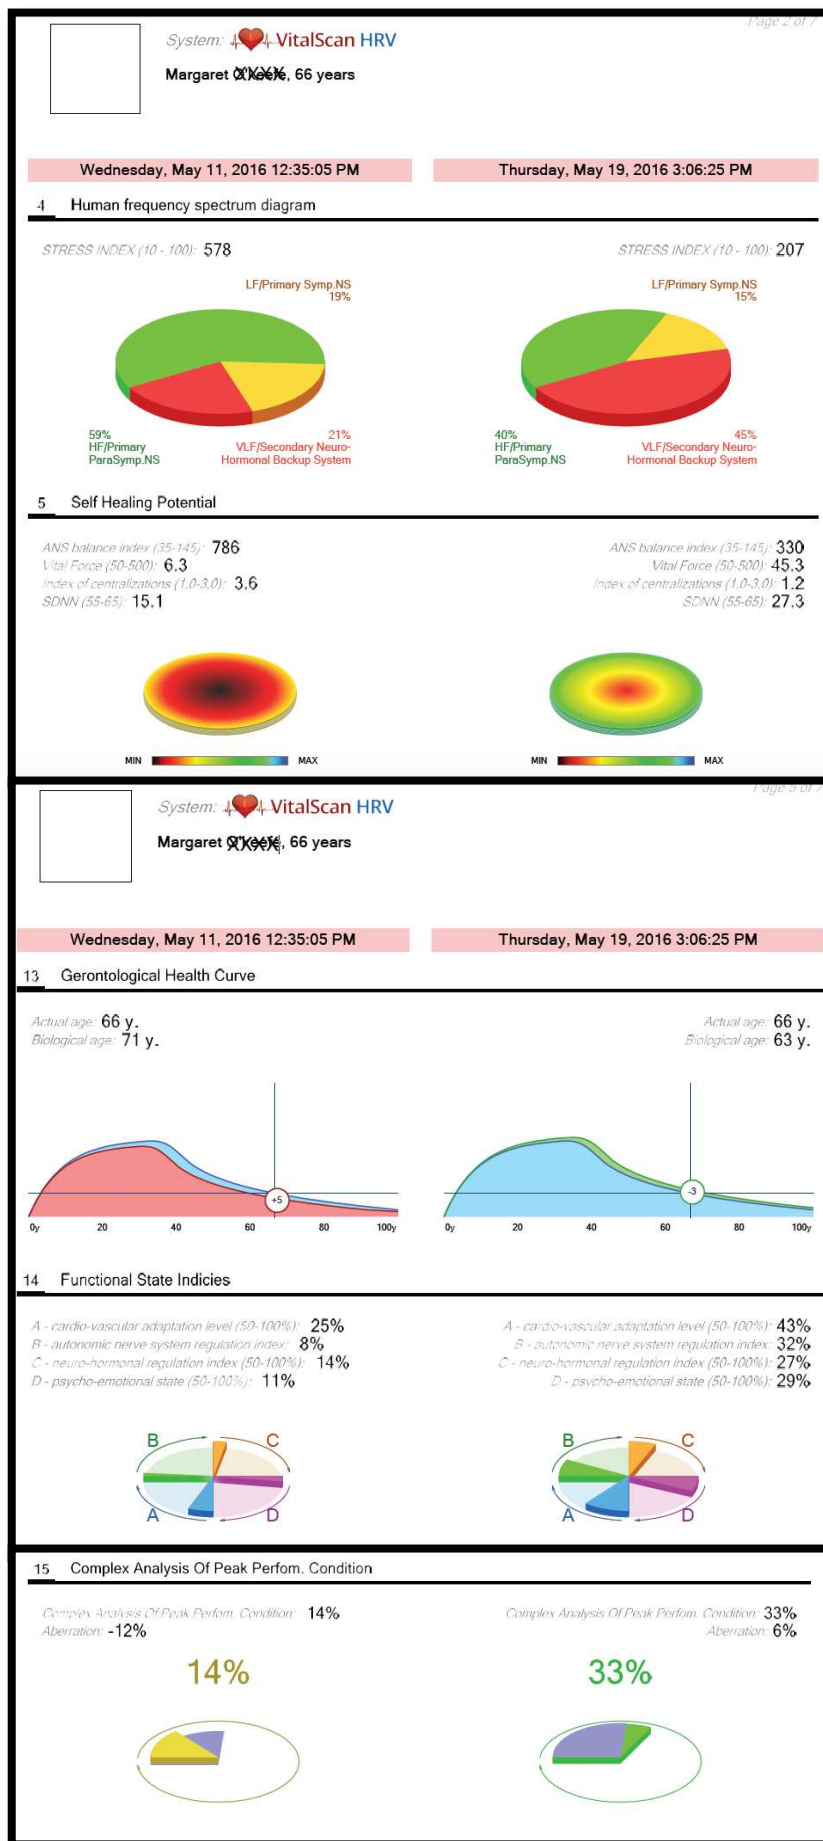 Page 2 of 7
System: VitalScan HRV
Margaret XXXX, 66 years
Wednesday, May 11, 2016 12:35:05 PM
Thursday, May 19, 2016 3:06:25 PM
4 Human frequency spectrum diagram
STRESS INDEX (10 - 100): 578
STRESS INDEX (10 - 100): 207
LF/Primary Symp.NS
19%
LF/Primary Symp.NS
15%
59%
HF/Primary
ParaSymp.NS
21%
VLF/Secondary Neuro-
Hormonal Backup System
40%
HF/Primary
ParaSymp.NS
45%
VLF/Secondary Neuro-
Hormonal Backup System
5 Self Healing Potential
ANS balance index (35-145): 786
Vital Force (50-500): 6.3
Index of centralizations (1,0-3,0): 3.6
SDNN (55-65): 15.1
ANS balance index (35-145): 330
Vital Force (50-500): 45.3
Index of centralizations (1,0-3,0): 1.2
SDNN (55-65): 27.3
MIN MAX
MIN MAX
Page 5 of 7
System: VitalScan HRV
Margaret XXXX, 66 years
Wednesday, May 11, 2016 12:35:05 PM
Thursday, May 19, 2016 3:06:25 PM
13 Gerontological Health Curve
Actual age: 66 y.
Biological age: 71 y.
Actual age: 66 y.
Biological age: 63 y.
+5
-3
0y 20 40 60 80 100y
0y 20 40 60 80 100y
14 Functional State Indicies
A - cardio-vascular adaptation level (50-100%): 25%
B - autonomic nerve system regulation index: 8%
C - neuro-hormonal regulation index (50-100%): 14%
D - psycho-emotional state (50-100%): 11%
A - cardio-vascular adaptation level (50-100%): 43%
B - autonomic nerve system regulation index: 32%
C - neuro-hormonal regulation index (50-100%): 27%
D - psycho-emotional state (50-100%): 29%
B C
A D
B C
A D
15 Complex Analysis Of Peak Perfom. Condition
Complex Analysis Of Peak Perfom. Condition: 14%
Aberration: -12%
Complex Analysis Of Peak Perfom. Condition: 33%
Aberration: 6%
14%
33%